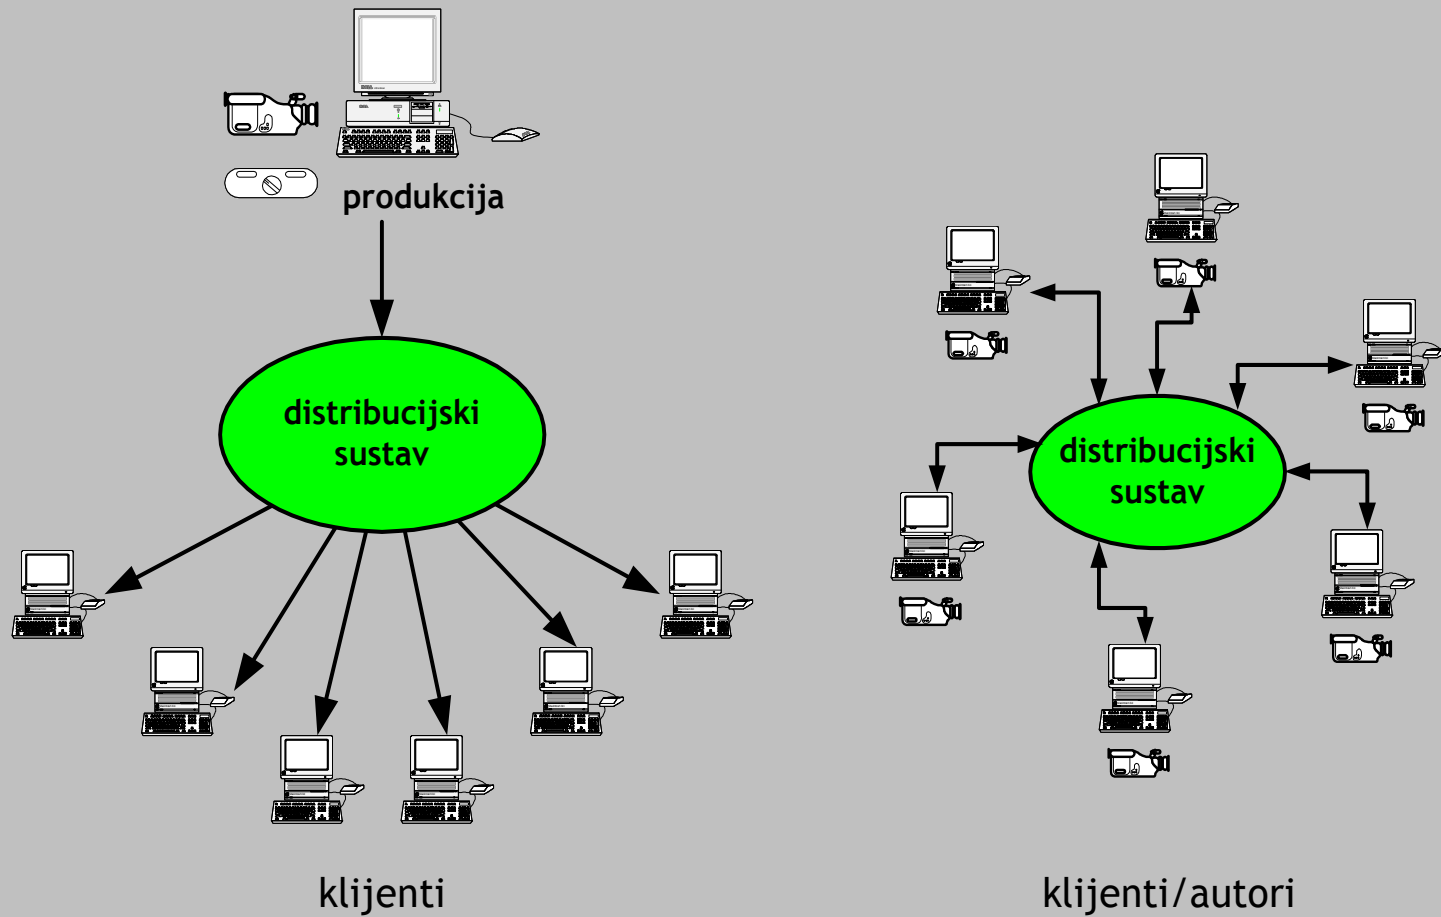 produkcija
distribucijski
sustav
klijenti
distribucijski
sustav
klijenti/autori